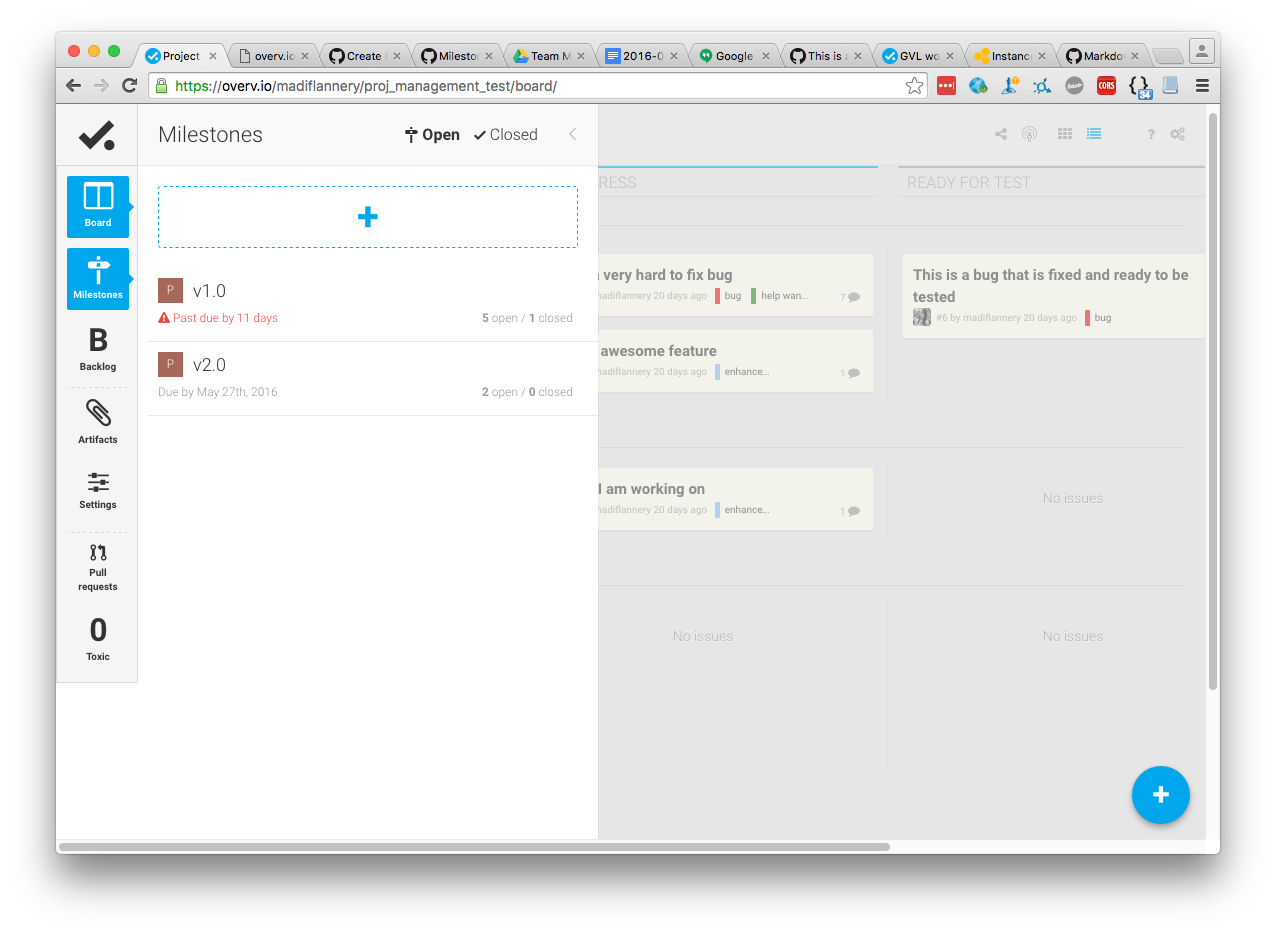 Project
overv.io
Create
Milesto
Team M
2016-0
Google
This is a
GVL wo
Instanc
Markdo
https://overv.io/madiflannery/proj_management_test/board/
CORS
34
Milestones
Open
Closed
?
Board
Milestones
B
Backlog
Artifacts
Settings
Pull
requests
0
Toxic
+
P v1.0
Past due by 11 days
5 open / 1 closed
P v2.0
Due by May 27th, 2016
2 open / 0 closed
RESS
very hard to fix bug
madiflannery 20 days ago bug help wan... 7
awesome feature
madiflannery 20 days ago enhance... 1
I am working on
madiflannery 20 days ago enhance... 1
No issues
READY FOR TEST
This is a bug that is fixed and ready to be
tested
#6 by madiflannery 20 days ago bug
No issues
No issues
+